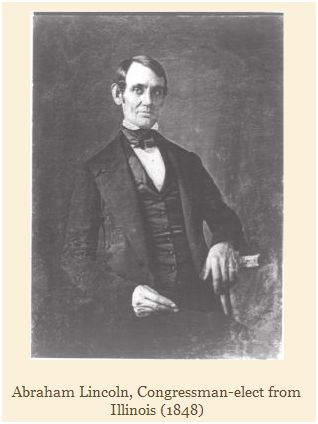 Abraham Lincoln, Congressman-elect from
Illinois (1848)